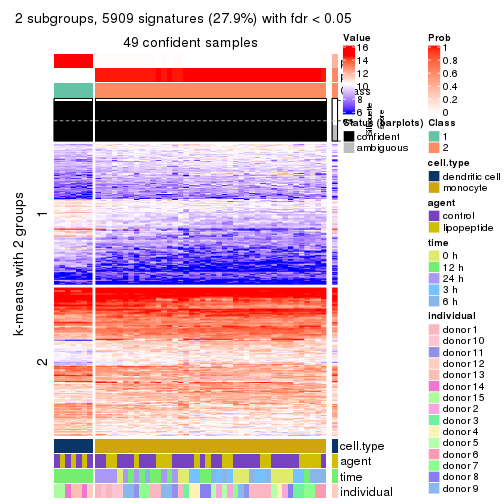 2 subgroups, 5909 signatures (27.9%) with fdr < 0.05
49 confident samples
k-means with 2 groups
1
2
Value
16
14
12
10
8
6
Prob
1
0.8
0.6
0.4
0.2
0
Status (barplots)
confident
ambiguous
Class
1
2
cell.type
dendritic cell
monocyte
agent
control
lipopeptide
time
0 h
12 h
24 h
3 h
6 h
individual
donor 1
donor 10
donor 11
donor 12
donor 13
donor 14
donor 15
donor 2
donor 3
donor 4
donor 5
donor 6
donor 7
donor 8
donor 9
cell.type
agent
time
individual